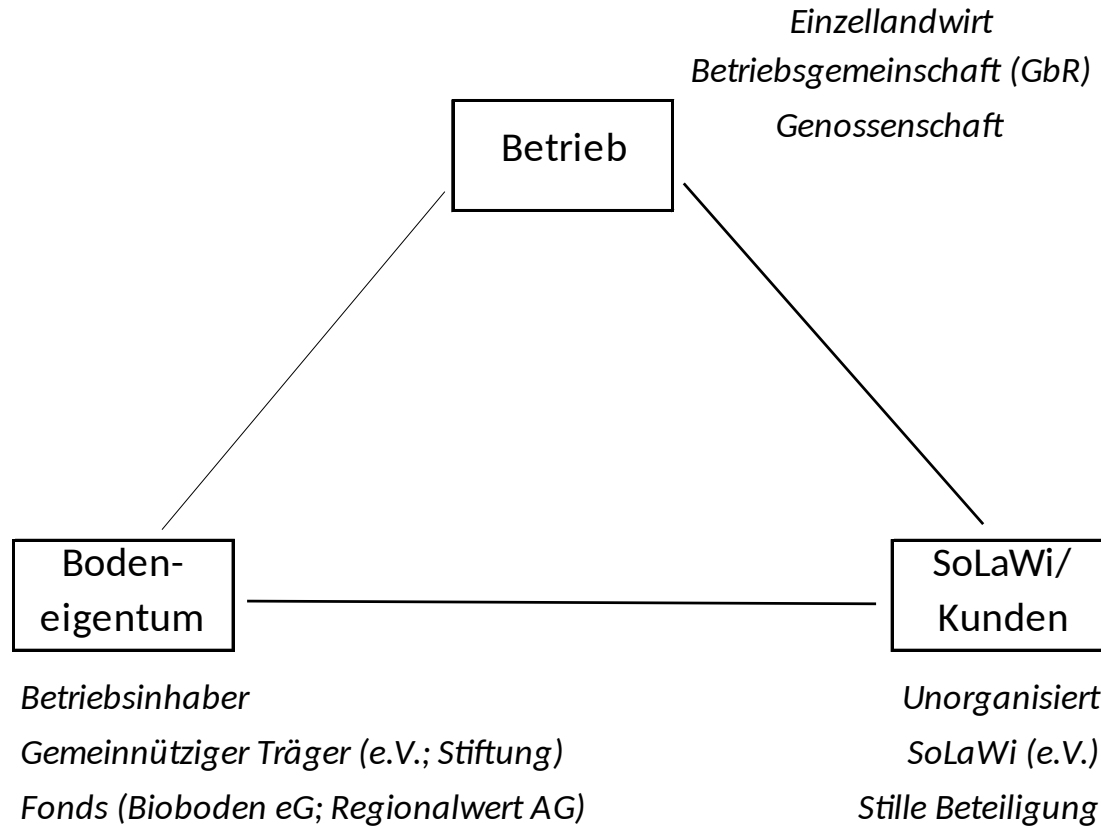 Einzellandwirt
Betriebsgemeinschaft (GbR)
Genossenschaft
Betrieb
Boden-
eigentum
SoLaWi/
Kunden
Betriebsinhaber
Gemeinnütziger Träger (e.V.; Stiftung)
Fonds (Bioboden eG; Regionalwert AG)
Unorganisiert
SoLaWi (e.V.)
Stille Beteiligung